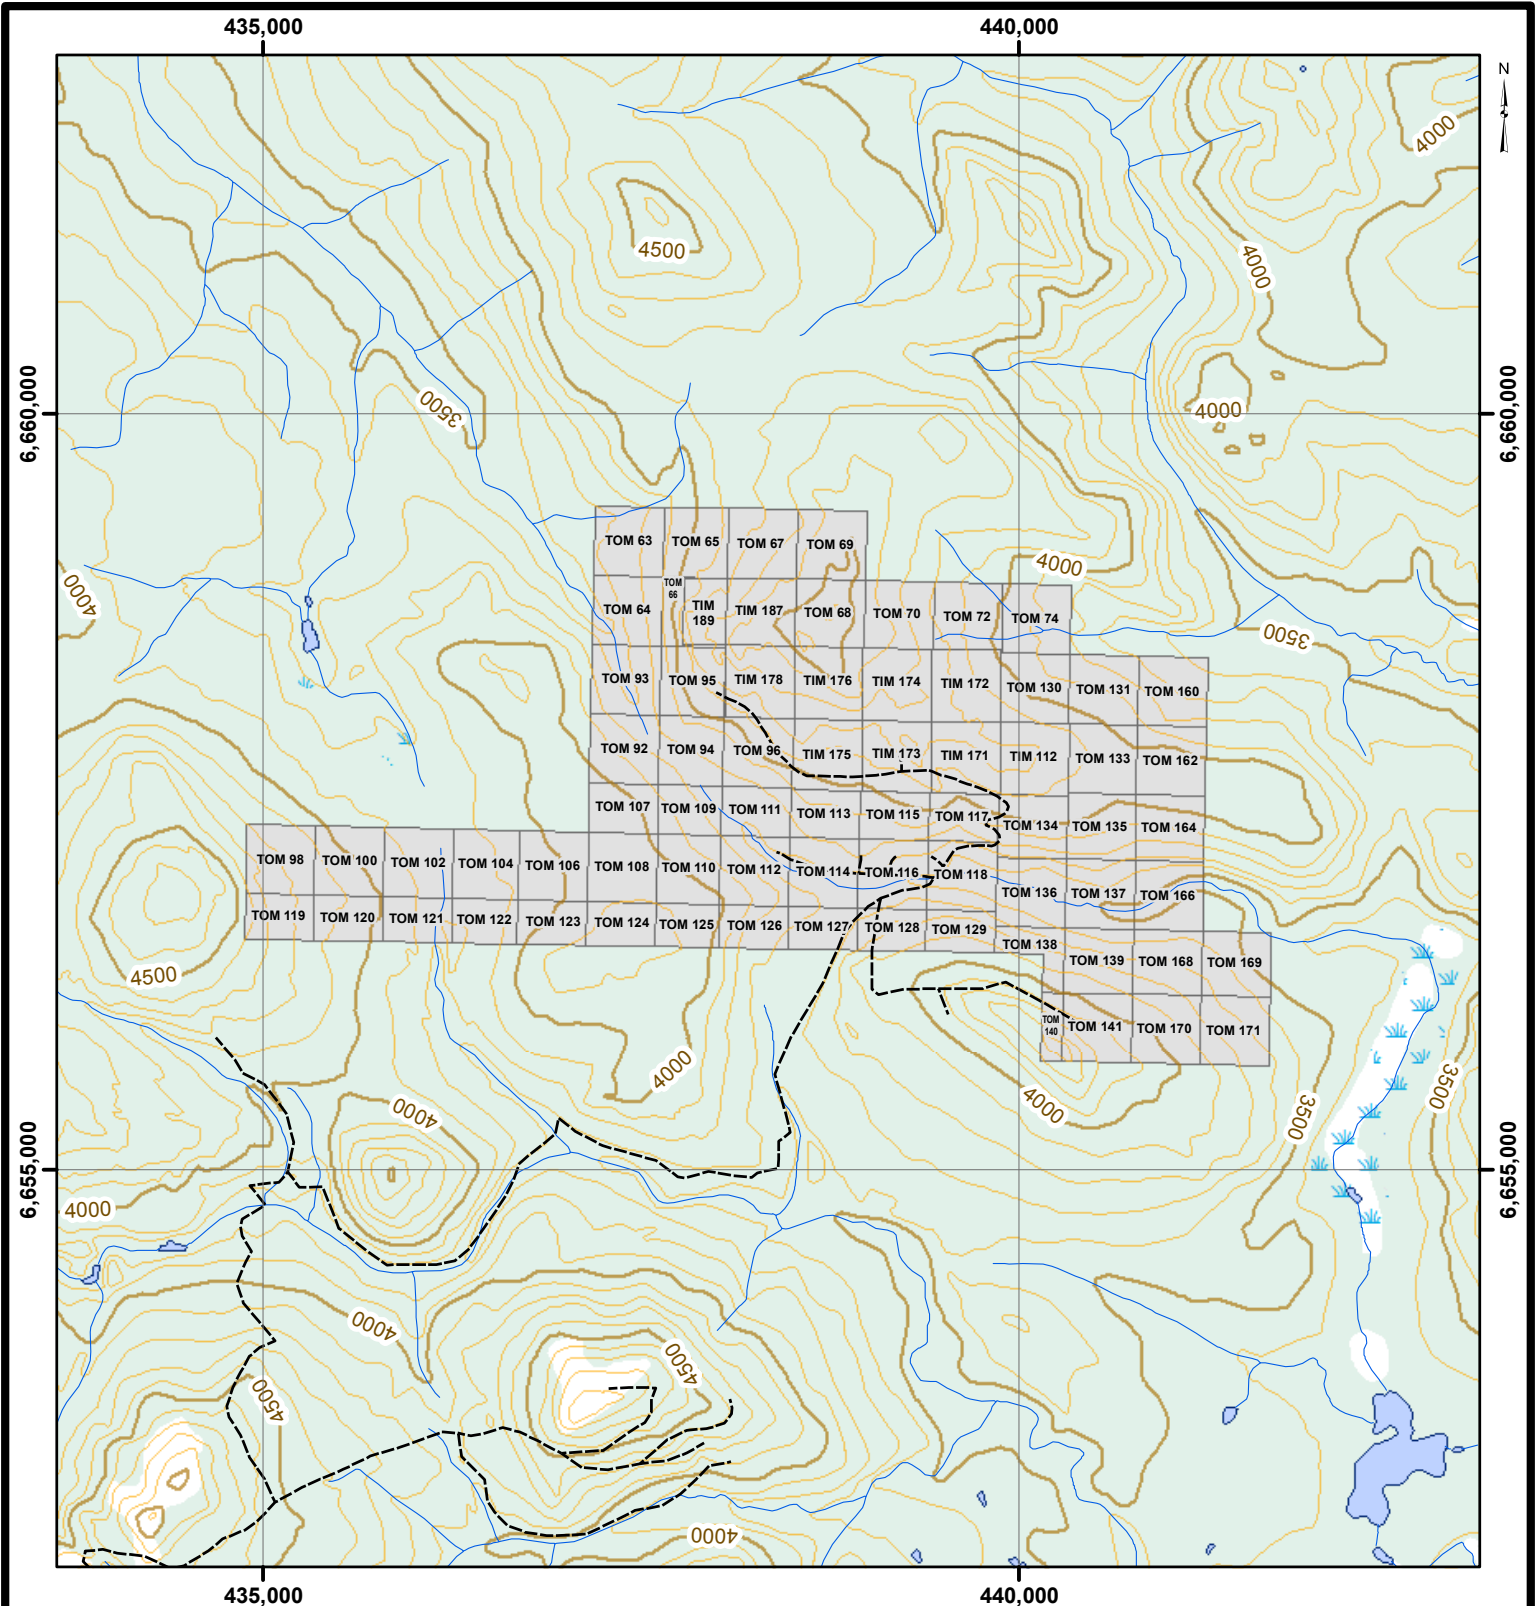 435,000
440,000
N
4000
4500
4000
6,660,000
3500
4000
6,660,000
TOM 63
TOM 65
TOM 67
TOM 69
4000
4000
TOM
66
TOM 64
TIM
189
TIM 187
TOM 68
TOM 70
TOM 72
TOM 74
3500
TOM 93
TOM 95
TIM 178
TIM 176
TIM 174
TIM 172
TOM 130
TOM 131
TOM 160
TOM 92
TOM 94
TOM 96
TIM 175
TIM 173
TIM 171
TIM 112
TOM 133
TOM 162
TOM 107
TOM 109
TOM 111
TOM 113
TOM 115
TOM 117
TOM 134
TOM 135
TOM 164
TOM 98
TOM 100
TOM 102
TOM 104
TOM 106
TOM 108
TOM 110
TOM 112
TOM 114
TOM 116
TOM 118
TOM 136
TOM 137
TOM 166
TOM 119
TOM 120
TOM 121
TOM 122
TOM 123
TOM 124
TOM 125
TOM 126
TOM 127
TOM 128
TOM 129
TOM 138
TOM 139
TOM 168
TOM 169
4500
TOM
140
TOM 141
TOM 170
TOM 171
4000
4000
4000
3500
3500
6,655,000
6,655,000
4000
4000
4500
4500
4000
435,000
440,000